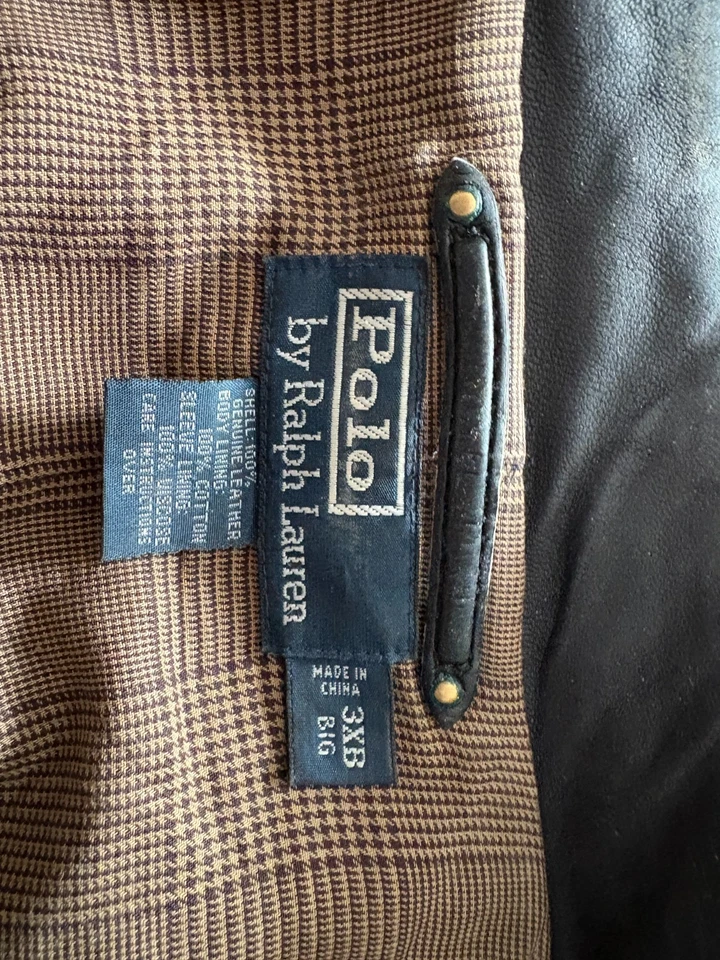 Polo
by Ralph Lauren
MADE IN
CHINA
3XB
BIG
SHELL: 100%
GENUINE LEATHER
BODY LINING:
100% COTTON
SLEEVE LINING:
100% VISCOSE
CARE INSTRUCTIONS
OVER